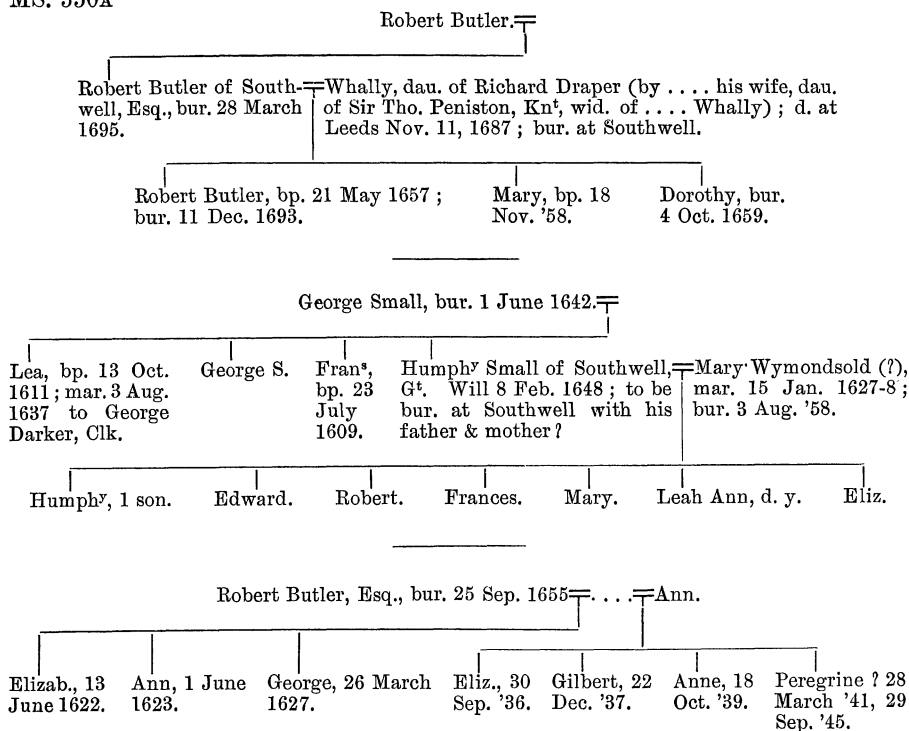 MS. 550A
Robert Butler.
Robert Butler of South-
well, Esq., bur. 28 March
1695.
Whally, dau. of Richard Draper (by .... his wife, dau.
of Sir Tho. Peniston, Knᵗ, wid. of .... Whally) ; d. at
Leeds Nov. 11, 1687 ; bur. at Southwell.
Robert Butler, bp. 21 May 1657 ;
bur. 11 Dec. 1693.
Mary, bp. 18
Nov. '58.
Dorothy, bur.
4 Oct. 1659.
George Small, bur. 1 June 1642.
Lea, bp. 13 Oct.
1611 ; mar. 3 Aug.
1637 to George
Darker, Clk.
George S.
Franˢ,
bp. 23
July
1609.
Humphʸ Small of Southwell,
Gᵗ. Will 8 Feb. 1648 ; to be
bur. at Southwell with his
father & mother ?
Mary Wymondsold (?),
mar. 15 Jan. 1627-8 ;
bur. 3 Aug. '58.
Humphʸ, 1 son.
Edward.
Robert.
Frances.
Mary.
Leah Ann, d. y.
Eliz.
Robert Butler, Esq., bur. 25 Sep. 1655 .... Ann.
Elizab., 13
June 1622.
Ann, 1 June
1623.
George, 26 March
1627.
Eliz., 30
Sep. '36.
Gilbert, 22
Dec. '37.
Anne, 18
Oct. '39.
Peregrine ? 28
March '41, 29
Sep. '45.